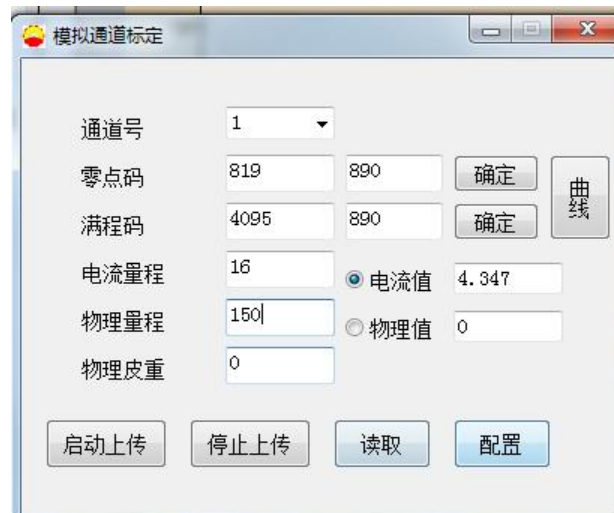 模拟通道标定
通道号 1
零点码 819 890 确定
曲线
满程码 4095 890 确定
电流量程 16 电流值 4.347
物理量程 150 物理值 0
物理皮重 0
启动上传 停止上传 读取 配置